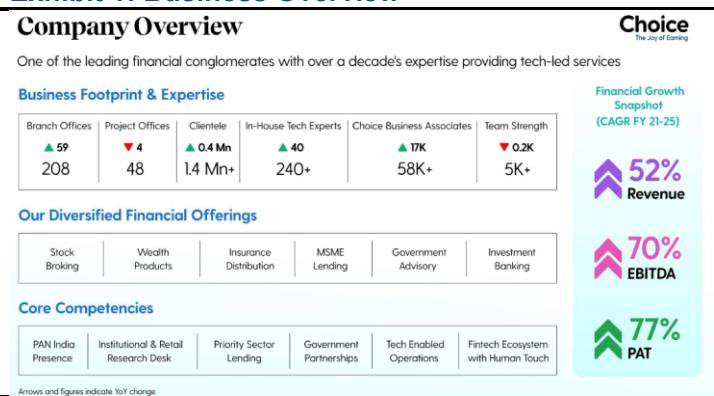 Company Overview
Choice
The Joy of Earning
One of the leading financial conglomerates with over a decade's expertise providing tech-led services
Business Footprint & Expertise
Branch Offices Project Offices Clientele In-House Tech Experts Choice Business Associates Team Strength
▲ 59 ▼ 4 ▲ 0.4 Mn ▲ 40 ▲ 17K ▼ 0.2K
208 48 1.4 Mn+ 240+ 58K+ 5K+
Our Diversified Financial Offerings
Stock Broking
Wealth Products
Insurance Distribution
MSME Lending
Government Advisory
Investment Banking
Core Competencies
PAN India Presence
Institutional & Retail Research Desk
Priority Sector Lending
Government Partnerships
Tech Enabled Operations
Fintech Ecosystem with Human Touch
Arrows and figures indicate YoY change
Financial Growth
Snapshot
(CAGR FY 21-25)
52%
Revenue
70%
EBITDA
77%
PAT